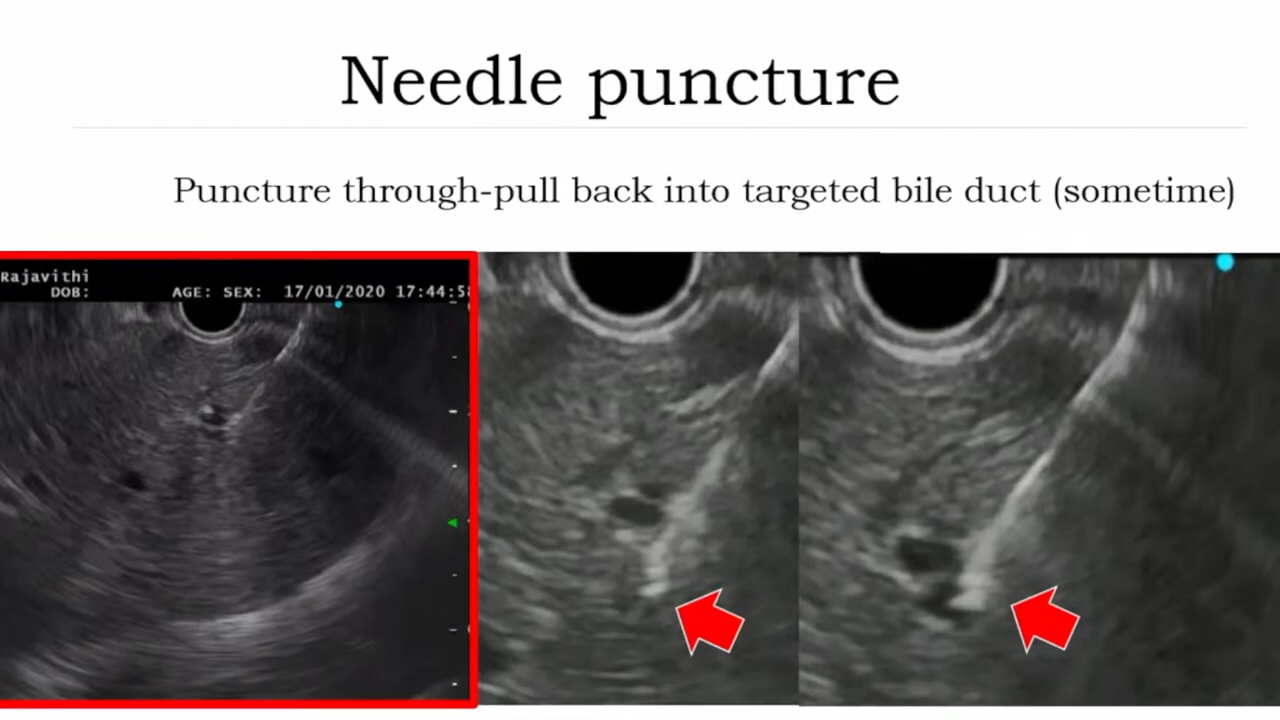 Needle puncture
Puncture through-pull back into targeted bile duct (sometime)
Rajavithi
DOB: AGE: SEX: 17/01/2020 17:44:58